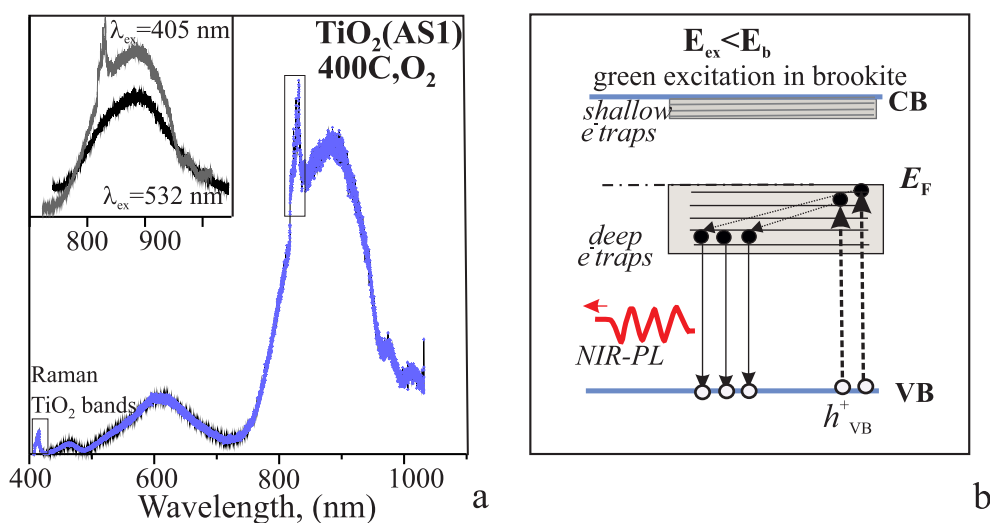 λex=405 nm
λex=532 nm
800 900
TiO2(AS1)
400C,O2
Raman
TiO2 bands
400 600 800 1000
Wavelength, (nm)
a
Eex<Eb
green excitation in brookite
CB
shallow
e-traps
EF
deep
e-traps
NIR-PL
VB
h+VB
b